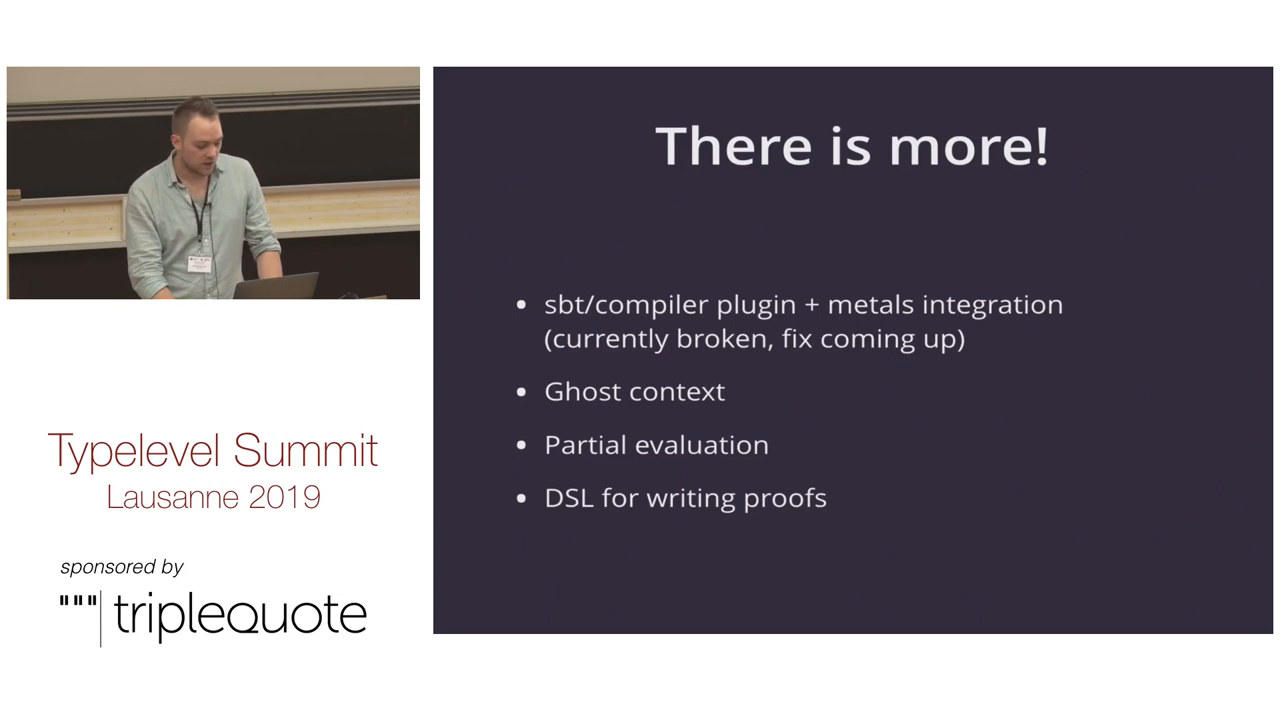 There is more!
• sbt/compiler plugin + metals integration
(currently broken, fix coming up)
• Ghost context
• Partial evaluation
• DSL for writing proofs
Typelevel Summit
Lausanne 2019
sponsored by
"""|triplequote